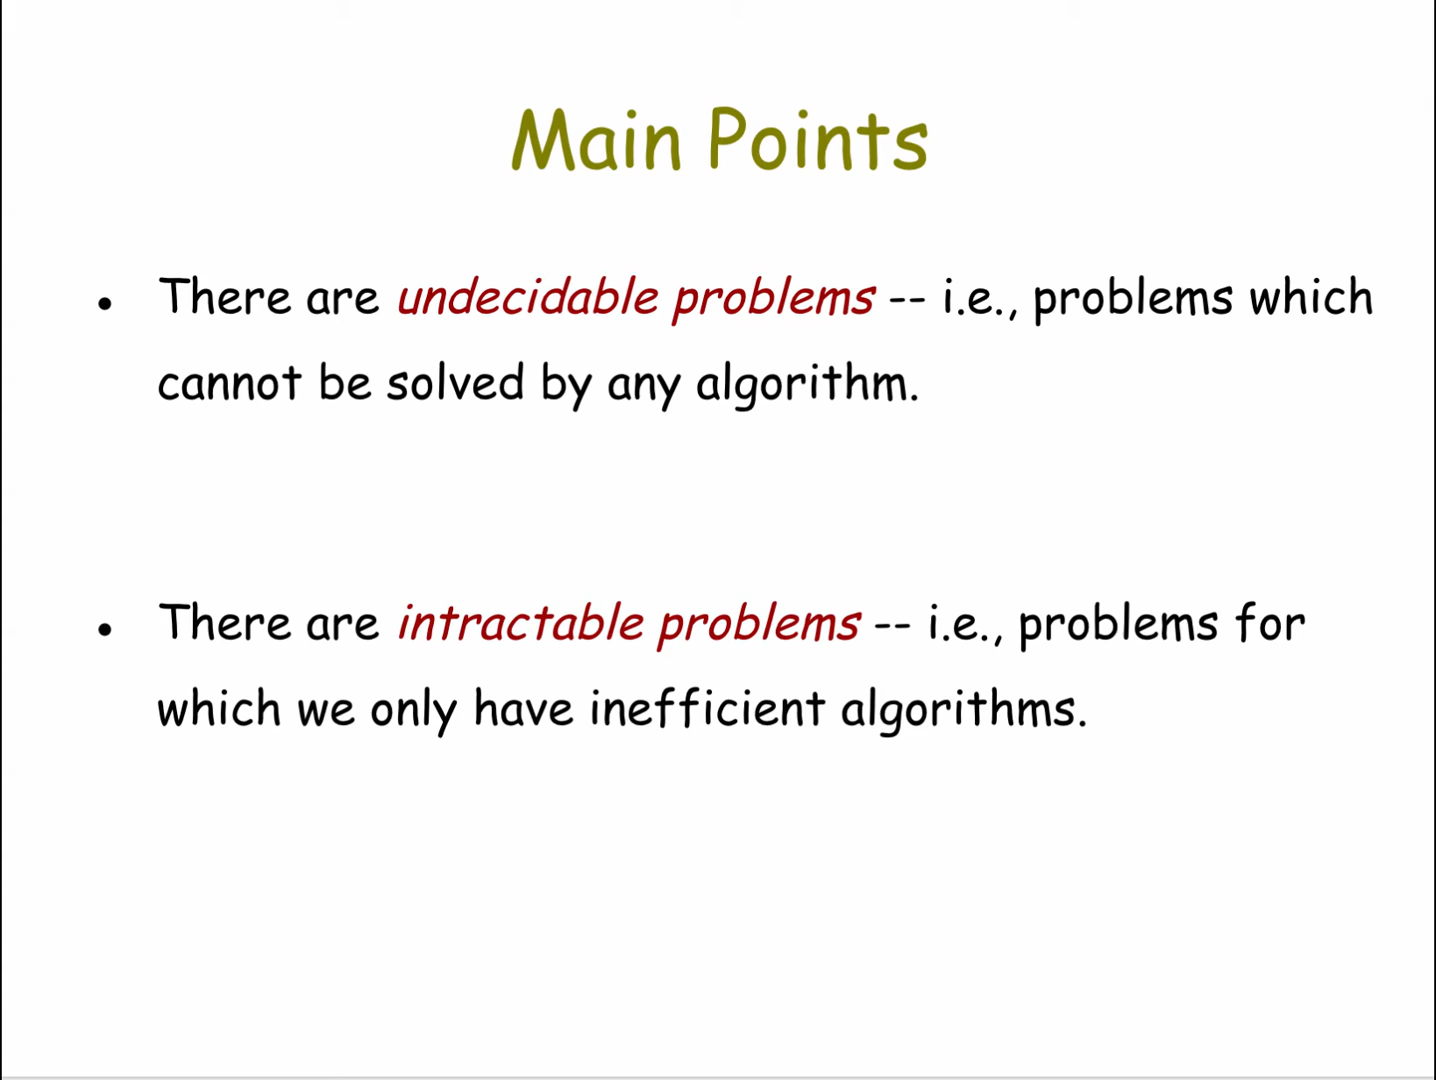 Main Points
• There are undecidable problems -- i.e., problems which
cannot be solved by any algorithm.
• There are intractable problems -- i.e., problems for
which we only have inefficient algorithms.